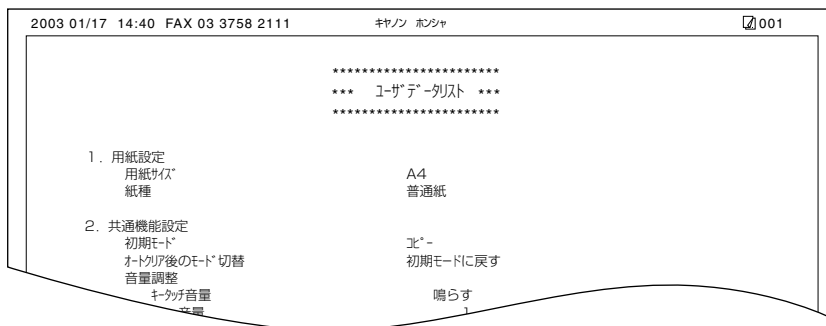 2003 01/17 14:40 FAX 03 3758 2111 ｷﾔﾉﾝ ﾎﾝｼﾔ 001
***********************
*** ﾕｰｻﾞﾃﾞｰﾀﾘｽﾄ ***
***********************
１. 用紙設定
用紙ｻｲｽﾞ A4
紙種 普通紙
２. 共通機能設定
初期ﾓｰﾄﾞ ｺﾋﾟｰ
ｵｰﾄｸﾘｱ後のﾓｰﾄﾞ切替 初期モードに戻す
音量調整
ｷｰﾀｯﾁ音量 鳴らす
音量 1